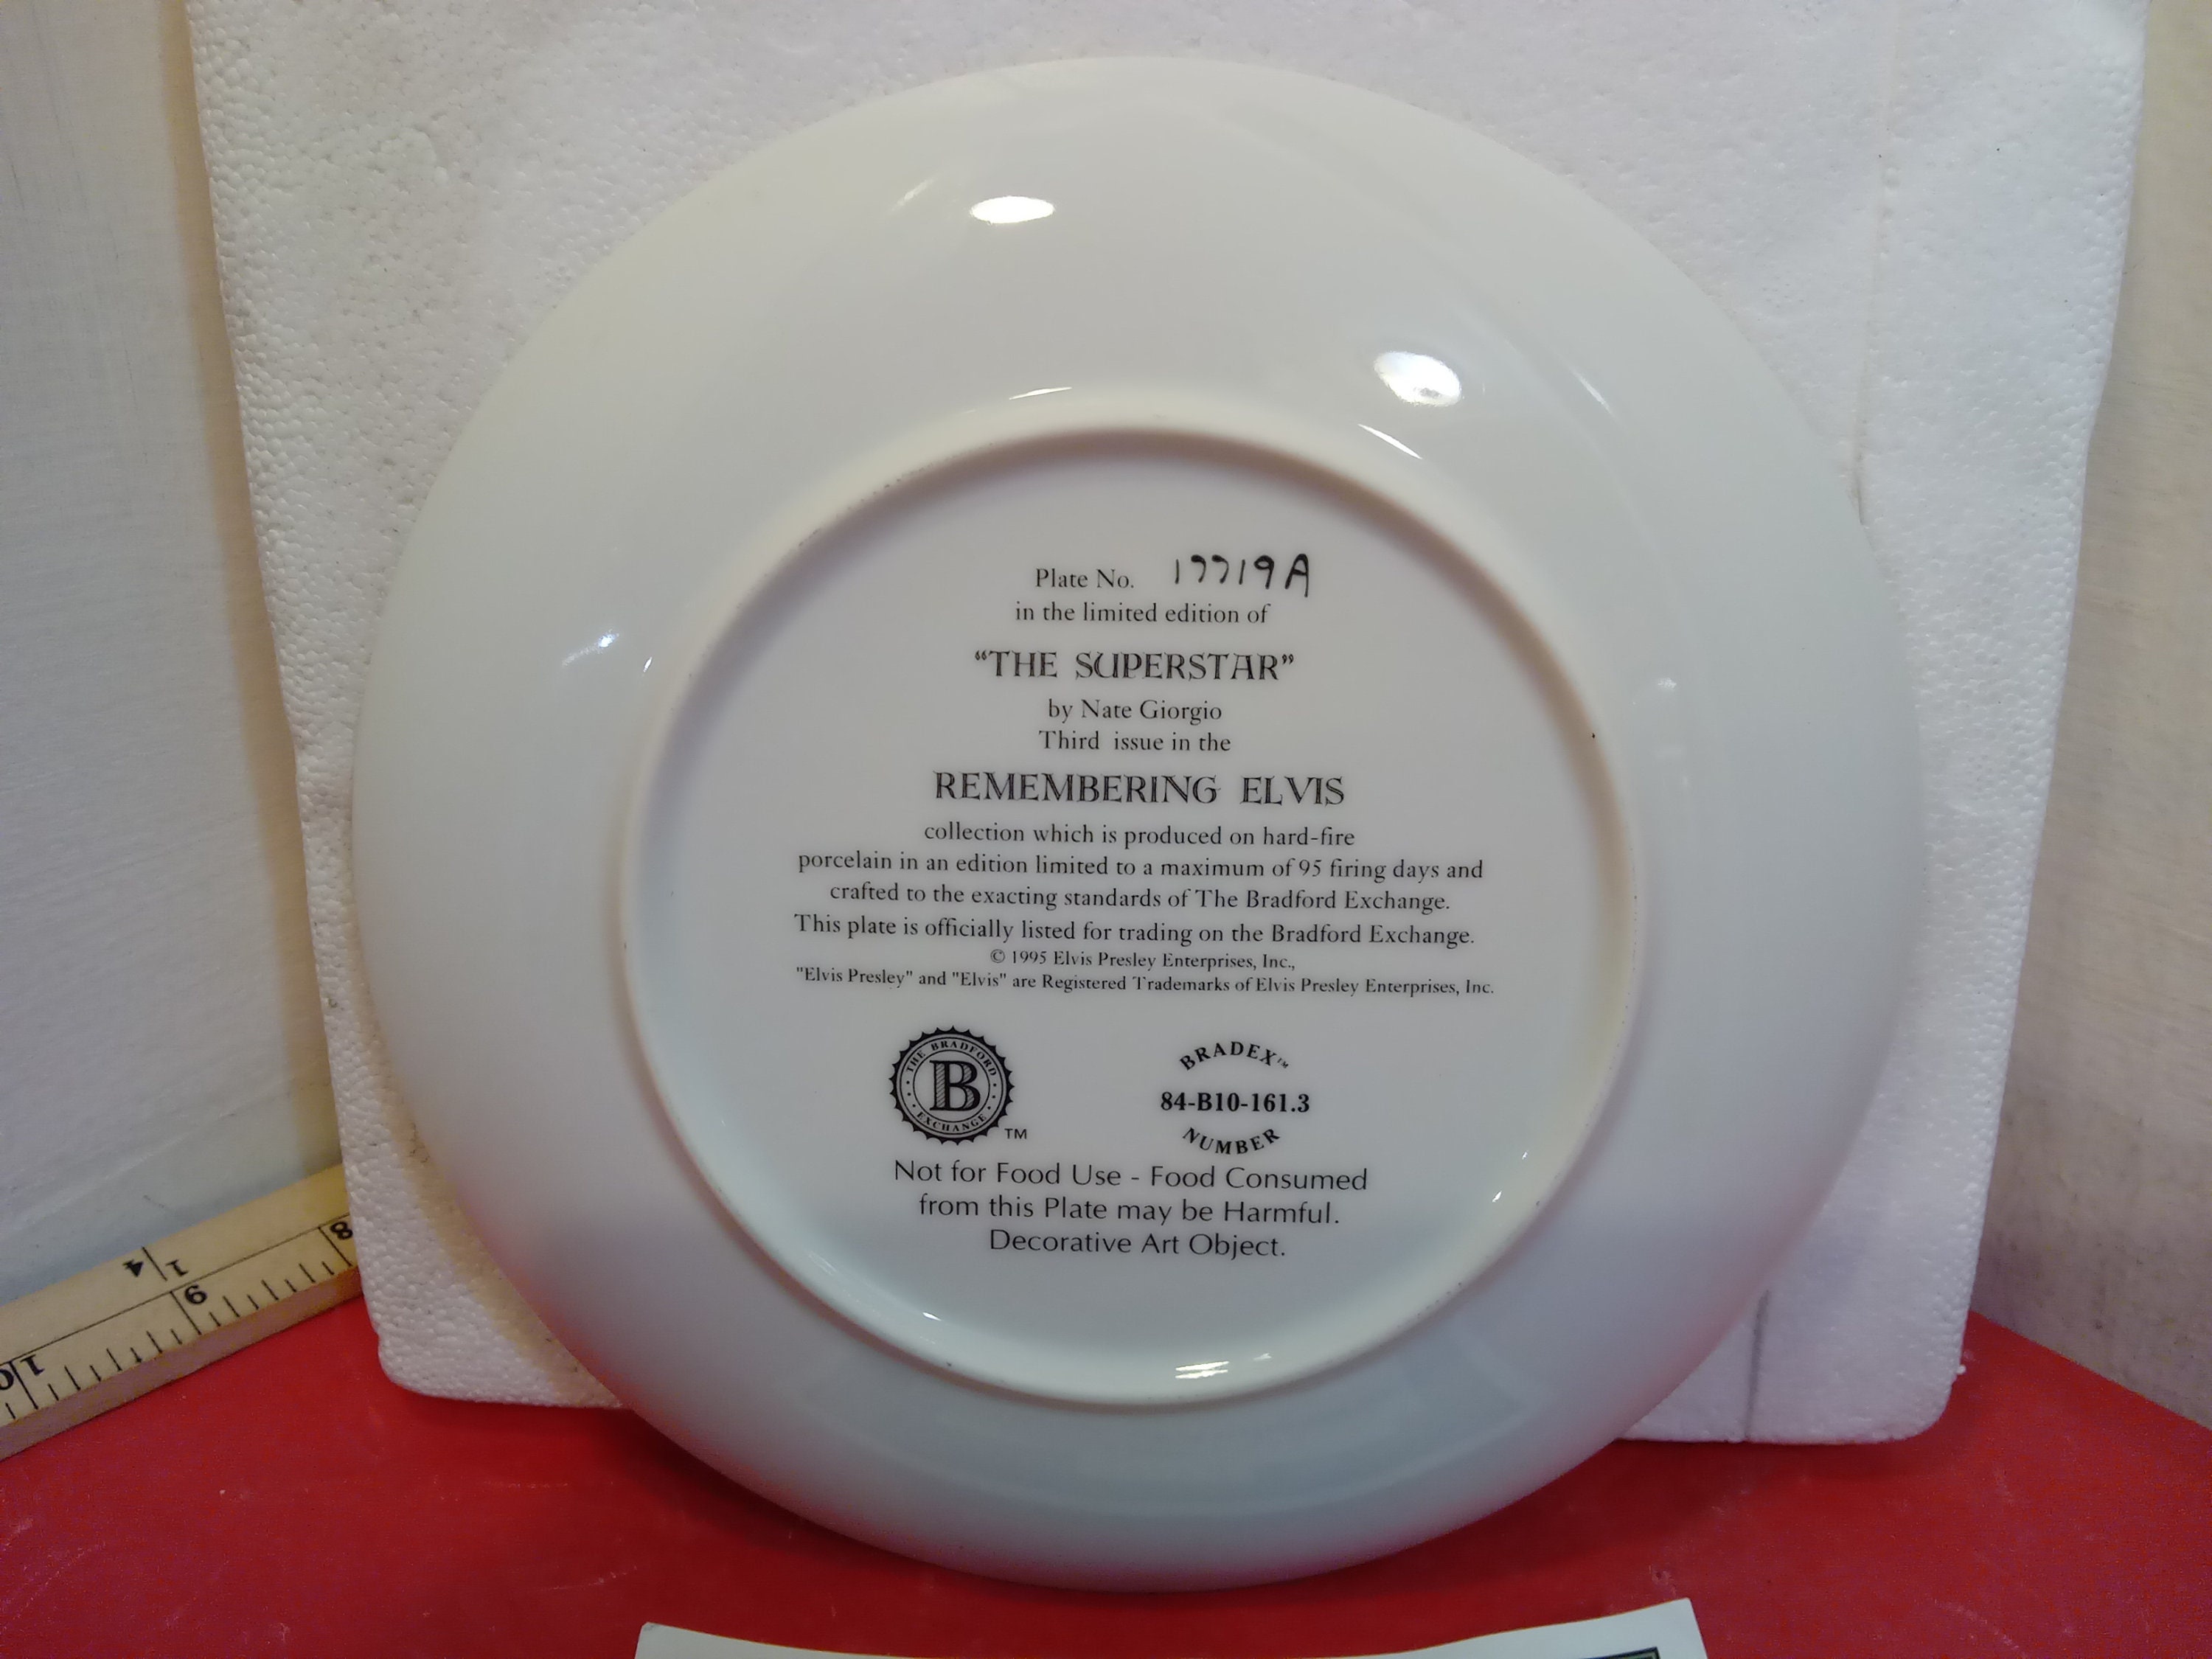 Plate No. 17719A
in the limited edition of
“THE SUPERSTAR”
by Nate Giorgio
Third issue in the
REMEMBERING ELVIS
collection which is produced on hard-fire
porcelain in an edition limited to a maximum of 95 firing days and
crafted to the exacting standards of The Bradford Exchange.
This plate is officially listed for trading on the Bradford Exchange.
© 1995 Elvis Presley Enterprises, Inc.,
"Elvis Presley" and "Elvis" are Registered Trademarks of Elvis Presley Enterprises, Inc.
THE BRADFORD
B
EXCHANGE
TM
BRADEX™
84-B10-161.3
NUMBER
Not for Food Use - Food Consumed
from this Plate may be Harmful.
Decorative Art Object.
4 1
8
9